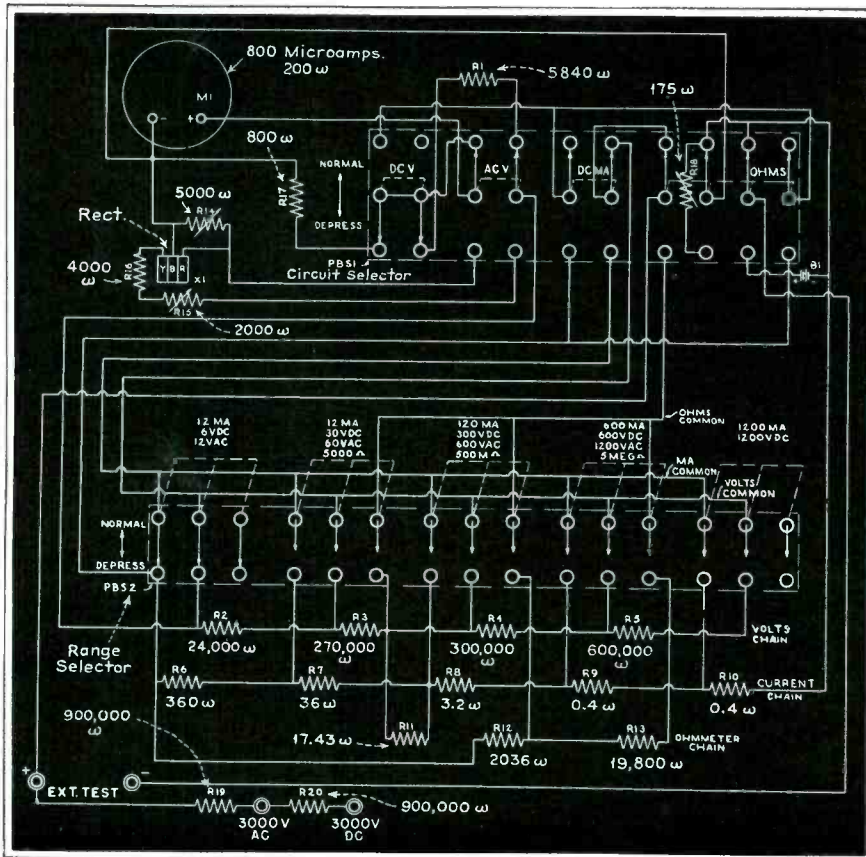 800 Microamps.
200 ω
M1
- +
R1
5840 ω
175 ω
800 ω
NORMAL
DEPRESS
R17
DC V
AC V
DC MA
R18
OHMS
5000 ω
R14
Rect.
Y B R
X1
R16
4000 ω
R15
2000 ω
PBS1
Circuit Selector
B1
12 MA
6 VDC
12 VAC
12 MA
30 VDC
60 VAC
5000 Ω
120 MA
300 VDC
600 VAC
500 M Ω
600 MA
600 VDC
1200 VAC
5 MEG Ω
1200 MA
1200 VDC
OHMS COMMON
MA COMMON
VOLTS COMMON
NORMAL
DEPRESS
PBS2
Range Selector
R2
24,000 ω
R3
270,000 ω
R4
300,000 ω
R5
600,000 ω
VOLTS CHAIN
R6
360 ω
R7
36 ω
R8
3.2 ω
R9
0.4 ω
R10
0.4 ω
CURRENT CHAIN
900,000 ω
17.43 ω
R11
R12
2036 ω
R13
19,800 ω
OHMMETER CHAIN
+ -
EXT. TEST
R19
3000V
AC
R20
3000V
DC
900,000 ω